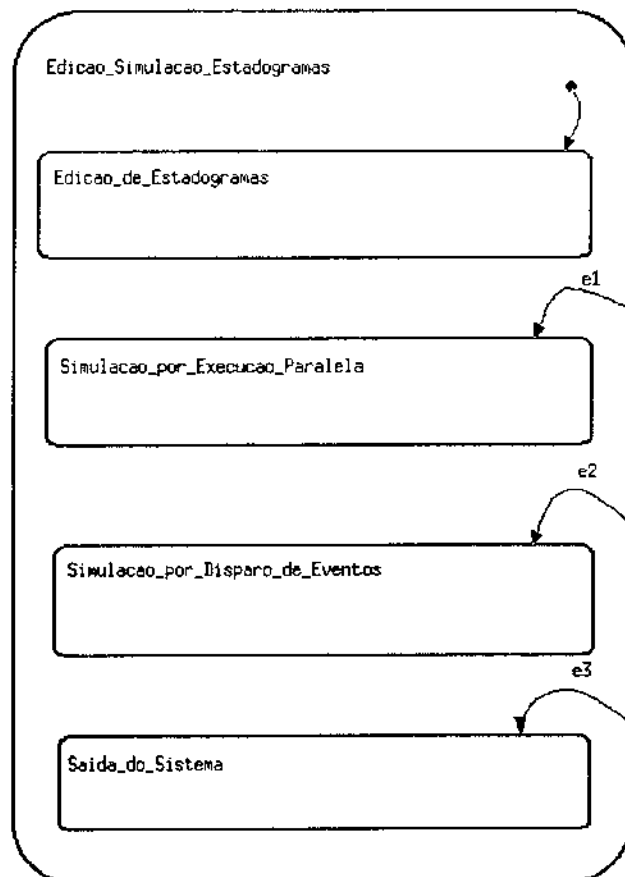 Edicao_Simulacao_Estadogramas
Edicao_de_Estadogramas
e1
Simulacao_por_Execucao_Paralela
e2
Simulacao_por_Disparo_de_Eventos
e3
Saida_do_Sistema